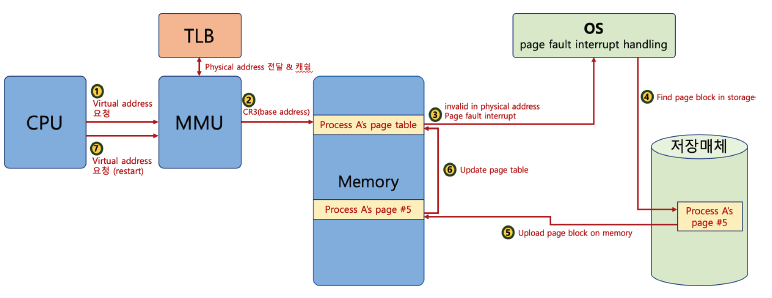 TLB
OS
page fault interrupt handling
Physical address 전달 & 캐슁
CPU
1
Virtual address
요청
7
Virtual address
요청 (restart)
MMU
2
CR3(base address)
Process A's page table
3
invalid in physical address
Page fault interrupt
4
Find page block in storage
저장매체
Memory
6
Update page table
Process A's page #5
5
Upload page block on memory
Process A's
page #5